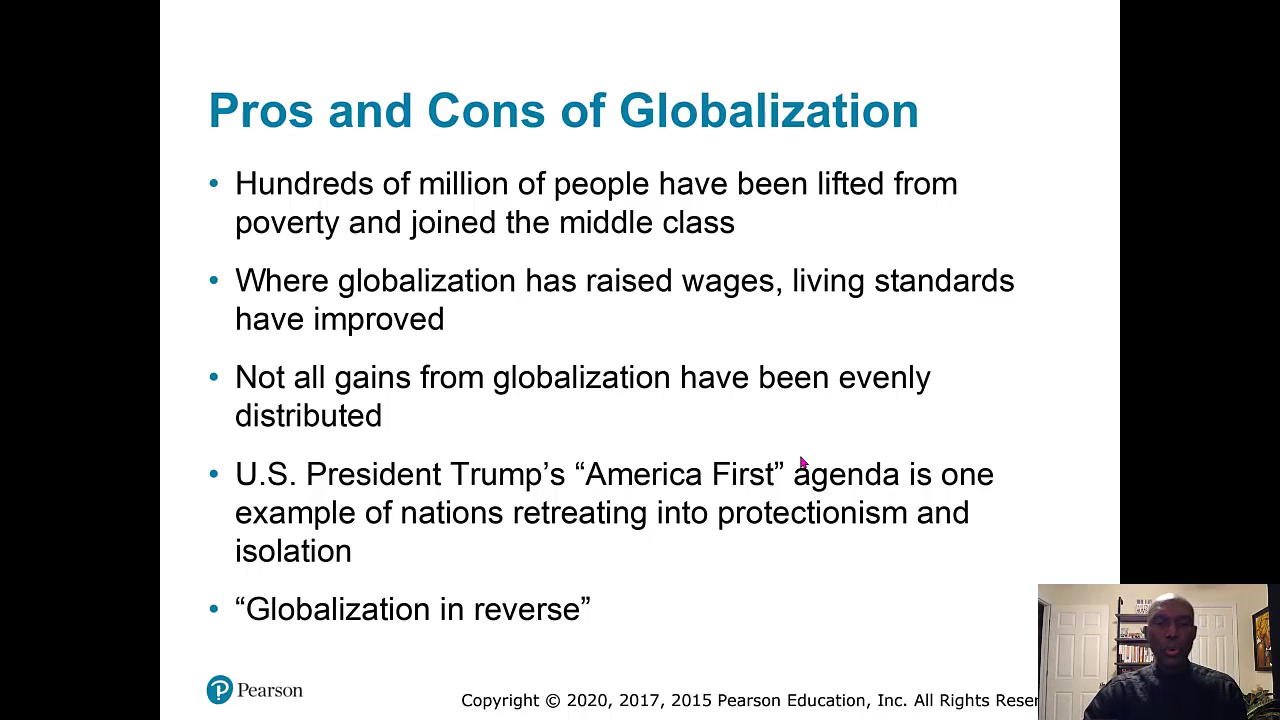 Pros and Cons of Globalization
• Hundreds of million of people have been lifted from
poverty and joined the middle class
• Where globalization has raised wages, living standards
have improved
• Not all gains from globalization have been evenly
distributed
• U.S. President Trump’s “America First” agenda is one
example of nations retreating into protectionism and
isolation
• “Globalization in reverse”
Pearson
Copyright © 2020, 2017, 2015 Pearson Education, Inc. All Rights Reser